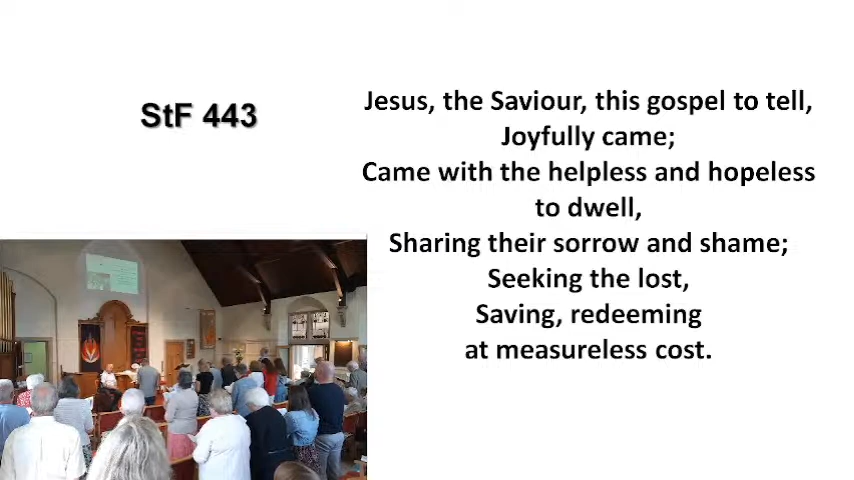 StF 443
Jesus, the Saviour, this gospel to tell,
Joyfully came;
Came with the helpless and hopeless
to dwell,
Sharing their sorrow and shame;
Seeking the lost,
Saving, redeeming
at measureless cost.